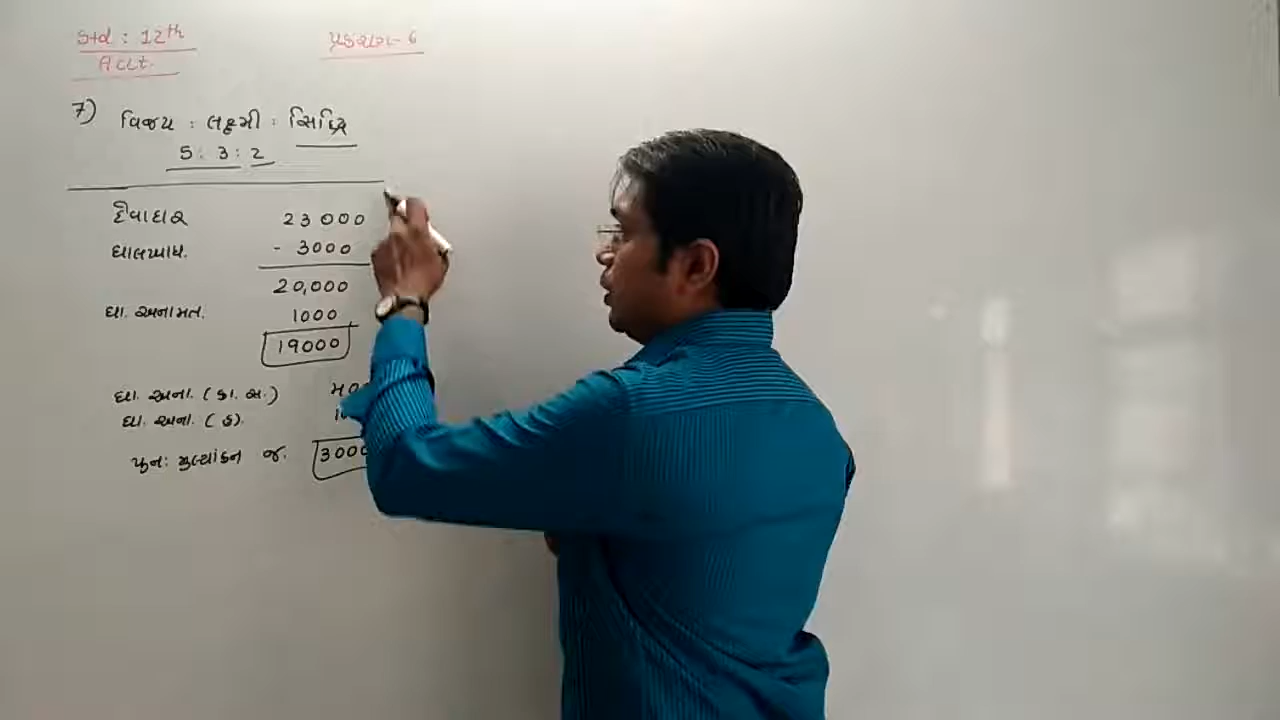 Std : 12th
Acct.
પ્રકરણ - 6
7) વિજય : લક્ષ્મી : સિદ્ધિ
5 : 3 : 2
દેવાદાર 23000
ઘાલખાધ. - 3000
20,000
ઘા. અનામત. 1000
19000
ઘા. અના. ( કા. સ. )
ઘા. અના. ( હ ).
પુન: મુલ્યાંકન જ. 3000